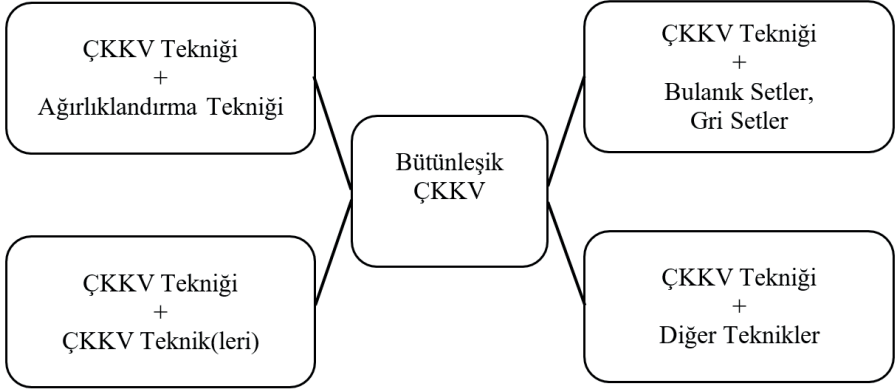 ÇKKV Tekniği
+
Ağırlıklandırma Tekniği
ÇKKV Tekniği
+
Bulanık Setler,
Gri Setler
Bütünleşik
ÇKKV
ÇKKV Tekniği
+
ÇKKV Teknik(leri)
ÇKKV Tekniği
+
Diğer Teknikler